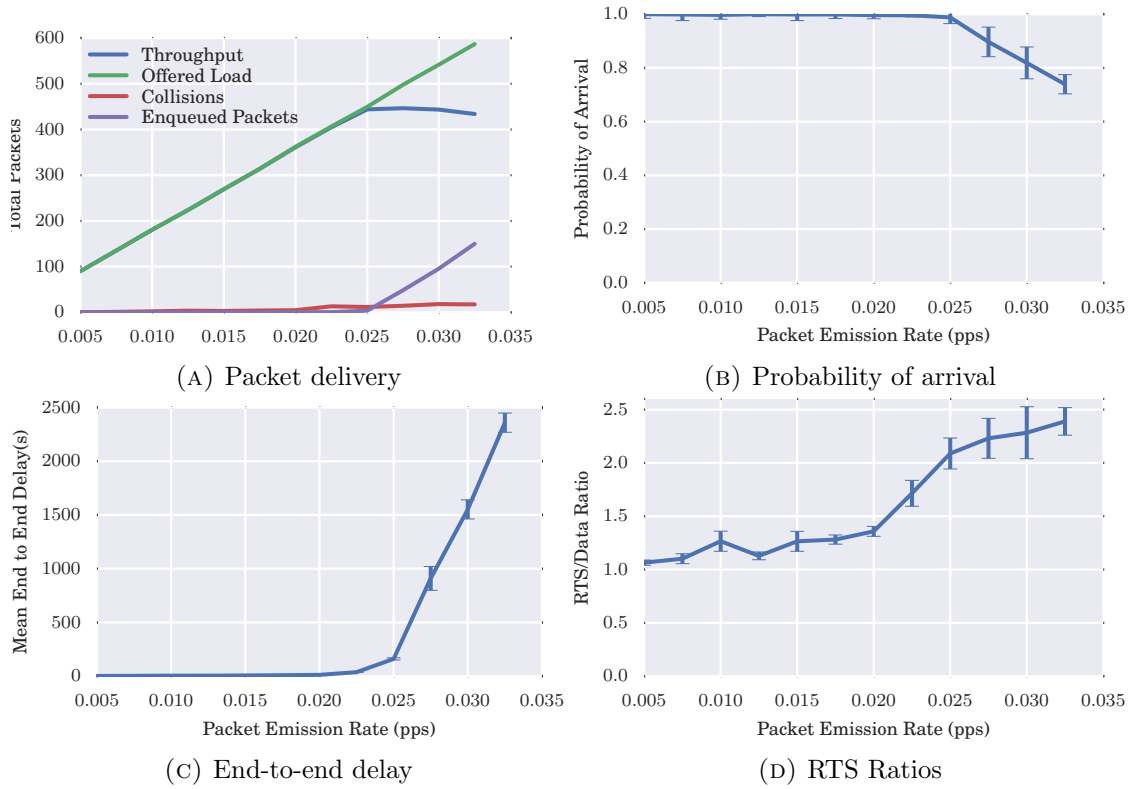 600
500
400
300
200
100
0
Total Packets
Throughput
Offered Load
Collisions
Enqueued Packets
0.005 0.010 0.015 0.020 0.025 0.030 0.035
(A) Packet delivery
1.0
0.8
0.6
0.4
0.2
0.0
Probability of Arrival
0.005 0.010 0.015 0.020 0.025 0.030 0.035
Packet Emission Rate (pps)
(B) Probability of arrival
2500
2000
1500
1000
500
0
Mean End to End Delay(s)
0.005 0.010 0.015 0.020 0.025 0.030 0.035
Packet Emission Rate (pps)
(C) End-to-end delay
2.5
2.0
1.5
1.0
0.5
0.0
RTS/Data Ratio
0.005 0.010 0.015 0.020 0.025 0.030 0.035
Packet Emission Rate (pps)
(D) RTS Ratios